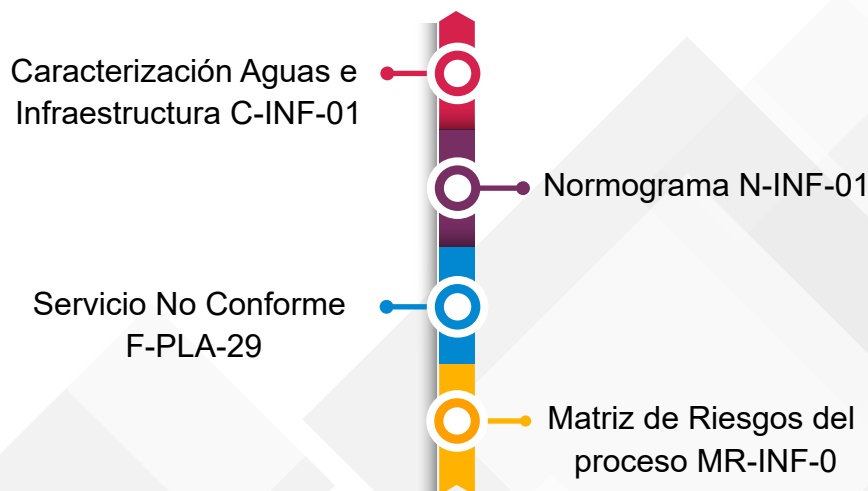 Caracterización Aguas e
Infraestructura C-INF-01
Normograma N-INF-01
Servicio No Conforme
F-PLA-29
Matriz de Riesgos del
proceso MR-INF-0